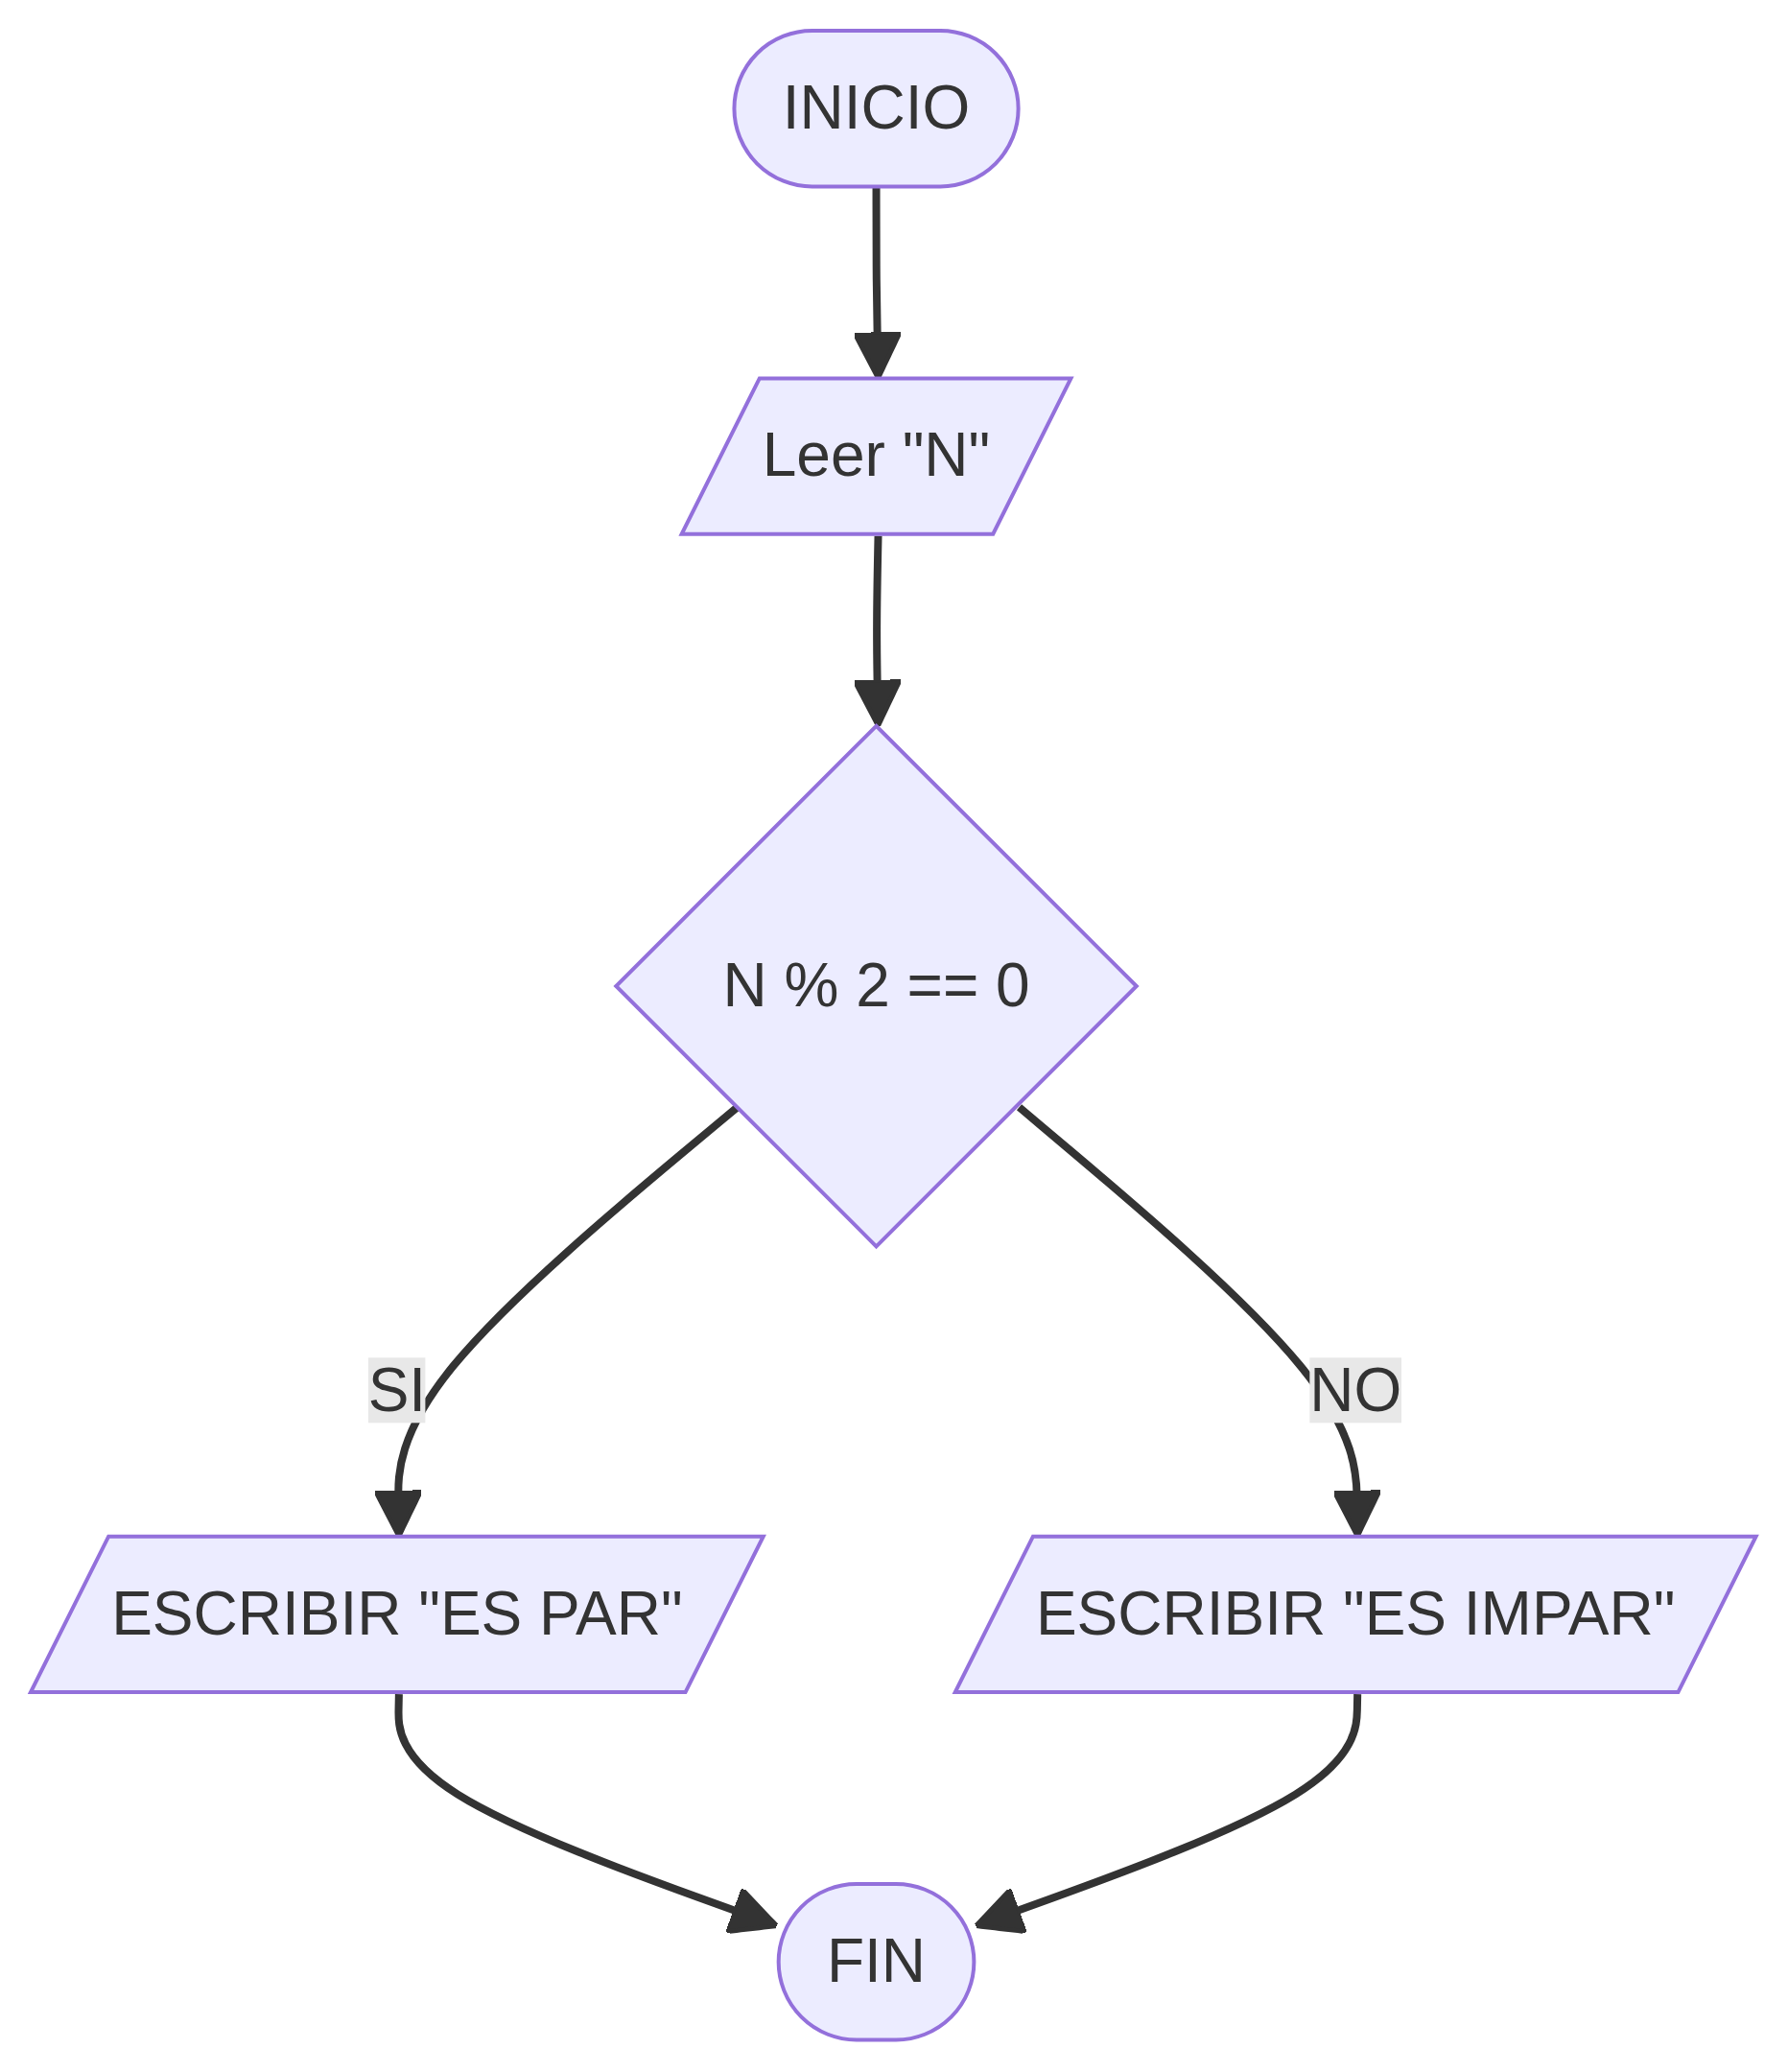 INICIO
Leer "N"
N % 2 == 0
SI
NO
ESCRIBIR "ES PAR"
ESCRIBIR "ES IMPAR"
FIN